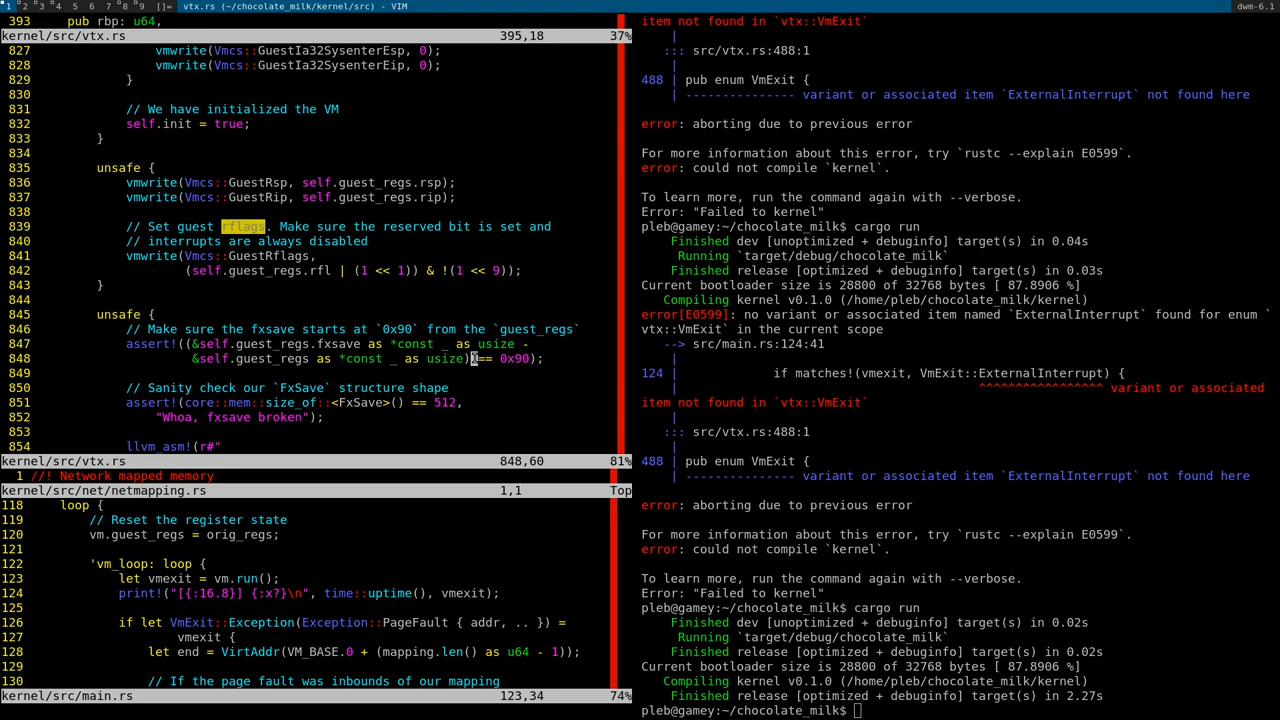 1 2 3 4 5 6 7 8 9 []= vtx.rs (~/chocolate_milk/kernel/src) - VIM dwm-6.1
393 pub rbp: u64,
kernel/src/vtx.rs 395,18 37%
827 vmwrite(Vmcs::GuestIa32SysenterEsp, 0);
828 vmwrite(Vmcs::GuestIa32SysenterEip, 0);
829 }
830
831 // We have initialized the VM
832 self.init = true;
833 }
834
835 unsafe {
836 vmwrite(Vmcs::GuestRsp, self.guest_regs.rsp);
837 vmwrite(Vmcs::GuestRip, self.guest_regs.rip);
838
839 // Set guest rflags. Make sure the reserved bit is set and
840 // interrupts are always disabled
841 vmwrite(Vmcs::GuestRflags,
842 (self.guest_regs.rfl | (1 << 1)) & !(1 << 9));
843 }
844
845 unsafe {
846 // Make sure the fxsave starts at `0x90` from the `guest_regs`
847 assert!((&self.guest_regs.fxsave as *const _ as usize -
848 &self.guest_regs as *const _ as usize) == 0x90);
849
850 // Sanity check our `FxSave` structure shape
851 assert!(core::mem::size_of::<FxSave>() == 512,
852 "Whoa, fxsave broken");
853
854 llvm_asm!(r#"
kernel/src/vtx.rs 848,60 81%
1 //! Network mapped memory
kernel/src/net/netmapping.rs 1,1 Top
118 loop {
119 // Reset the register state
120 vm.guest_regs = orig_regs;
121
122 'vm_loop: loop {
123 let vmexit = vm.run();
124 print!("[{:16.8}] {:x?}\n", time::uptime(), vmexit);
125
126 if let VmExit::Exception(Exception::PageFault { addr, .. }) =
127 vmexit {
128 let end = VirtAddr(VM_BASE.0 + (mapping.len() as u64 - 1));
129
130 // If the page fault was inbounds of our mapping
kernel/src/main.rs 123,34 74%
item not found in `vtx::VmExit`
|
::: src/vtx.rs:488:1
|
488 | pub enum VmExit {
| --------------- variant or associated item `ExternalInterrupt` not found here

error: aborting due to previous error

For more information about this error, try `rustc --explain E0599`.
error: could not compile `kernel`.

To learn more, run the command again with --verbose.
Error: "Failed to kernel"
pleb@gamey:~/chocolate_milk$ cargo run
Finished dev [unoptimized + debuginfo] target(s) in 0.04s
Running `target/debug/chocolate_milk`
Finished release [optimized + debuginfo] target(s) in 0.03s
Current bootloader size is 28800 of 32768 bytes [ 87.8906 %]
Compiling kernel v0.1.0 (/home/pleb/chocolate_milk/kernel)
error[E0599]: no variant or associated item named `ExternalInterrupt` found for enum `
vtx::VmExit` in the current scope
--> src/main.rs:124:41
|
124 | if matches!(vmexit, VmExit::ExternalInterrupt) {
| ^^^^^^^^^^^^^^^^^ variant or associated
item not found in `vtx::VmExit`
|
::: src/vtx.rs:488:1
|
488 | pub enum VmExit {
| --------------- variant or associated item `ExternalInterrupt` not found here

error: aborting due to previous error

For more information about this error, try `rustc --explain E0599`.
error: could not compile `kernel`.

To learn more, run the command again with --verbose.
Error: "Failed to kernel"
pleb@gamey:~/chocolate_milk$ cargo run
Finished dev [unoptimized + debuginfo] target(s) in 0.02s
Running `target/debug/chocolate_milk`
Finished release [optimized + debuginfo] target(s) in 0.02s
Current bootloader size is 28800 of 32768 bytes [ 87.8906 %]
Compiling kernel v0.1.0 (/home/pleb/chocolate_milk/kernel)
Finished release [optimized + debuginfo] target(s) in 2.27s
pleb@gamey:~/chocolate_milk$